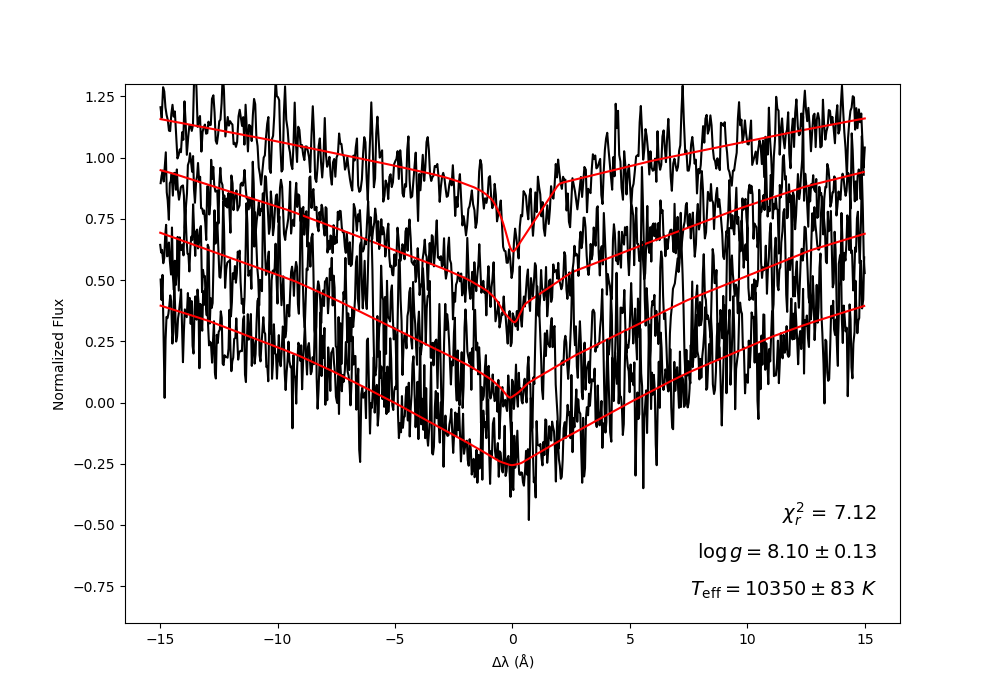 1.25
1.00
0.75
0.50
0.25
0.00
−0.25
−0.50
−0.75
Normalized Flux
χ²ᵣ = 7.12
log g = 8.10 ± 0.13
T_eff = 10350 ± 83 K
−15 −10 −5 0 5 10 15
Δλ (Å)